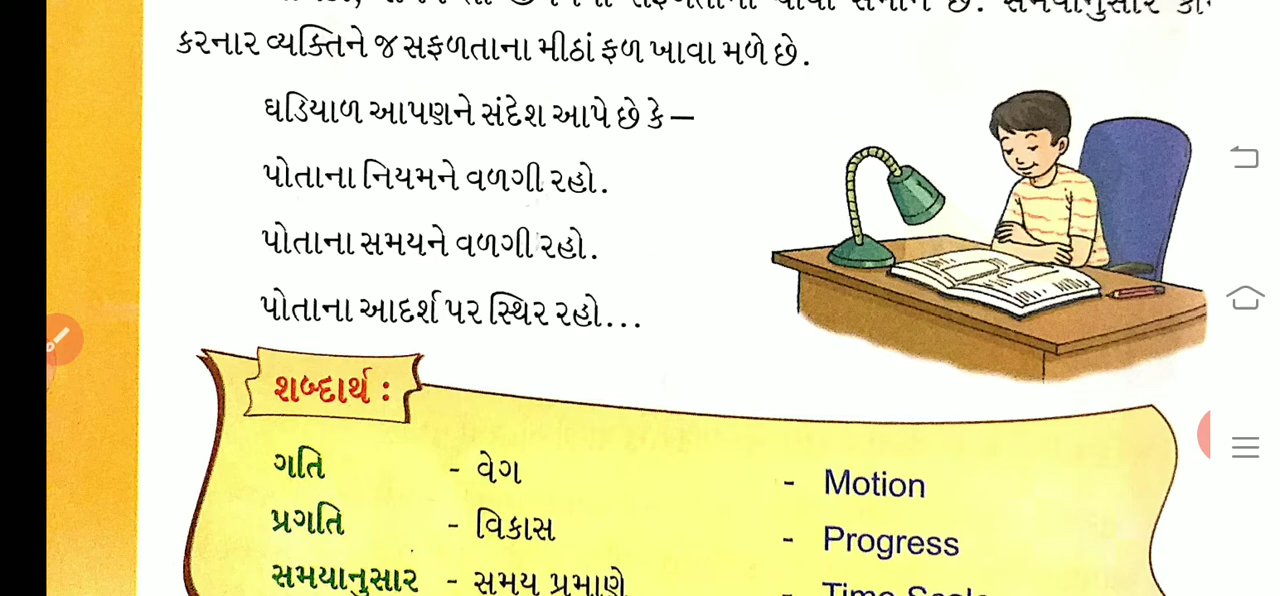 કરનાર વ્યક્તિને જ સફળતાના મીઠાં ફળ ખાવા મળે છે.
ઘડિયાળ આપણને સંદેશ આપે છે કે –
પોતાના નિયમને વળગી રહો.
પોતાના સમયને વળગી રહો.
પોતાના આદર્શ પર સ્થિર રહો...
શબ્દાર્થ :
ગતિ - વેગ - Motion
પ્રગતિ - વિકાસ - Progress
સમયાનુસાર - સમય પ્રમાણે - Time